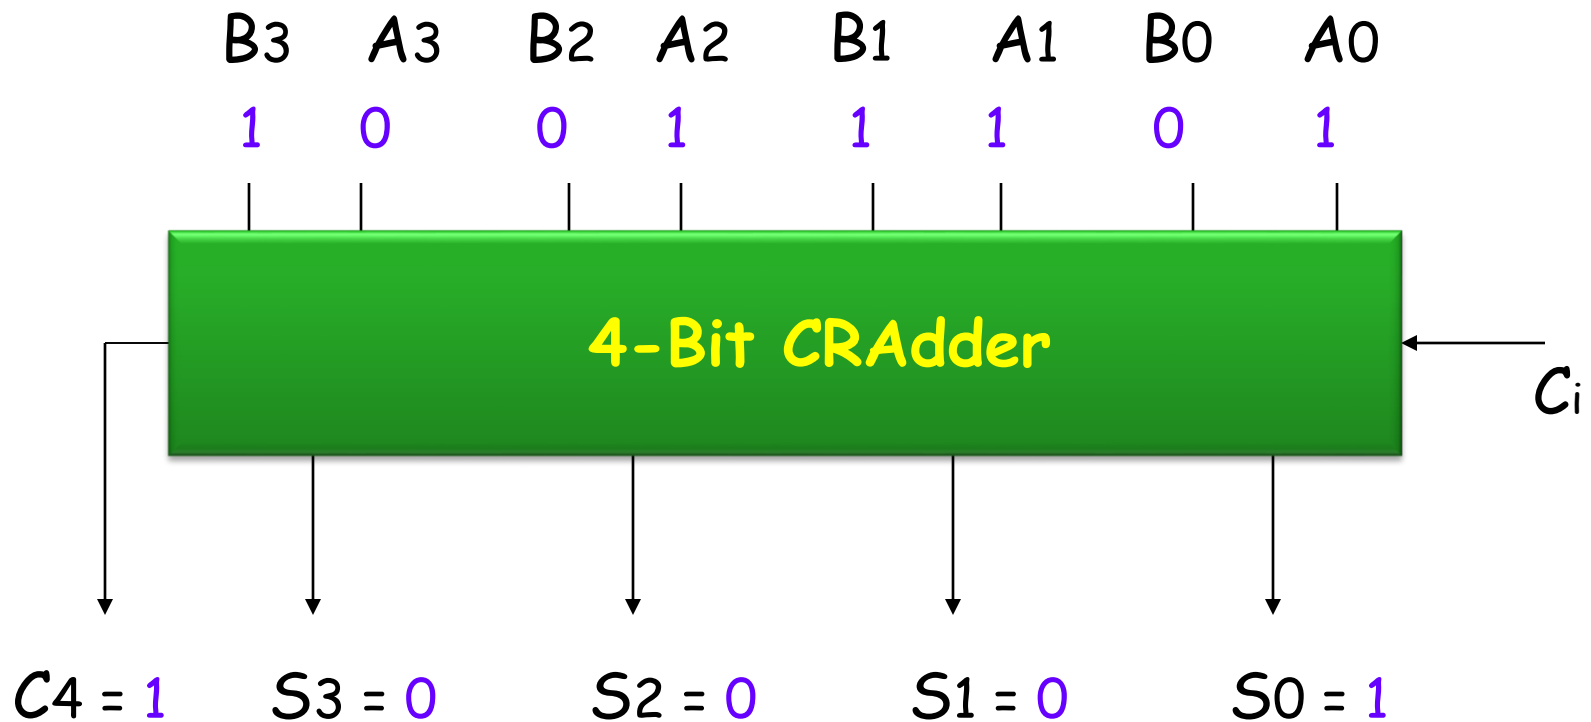 B3 A3 B2 A2 B1 A1 B0 A0
1 0 0 1 1 1 0 1
4-Bit CRAdder
Ci
C4 = 1 S3 = 0 S2 = 0 S1 = 0 S0 = 1